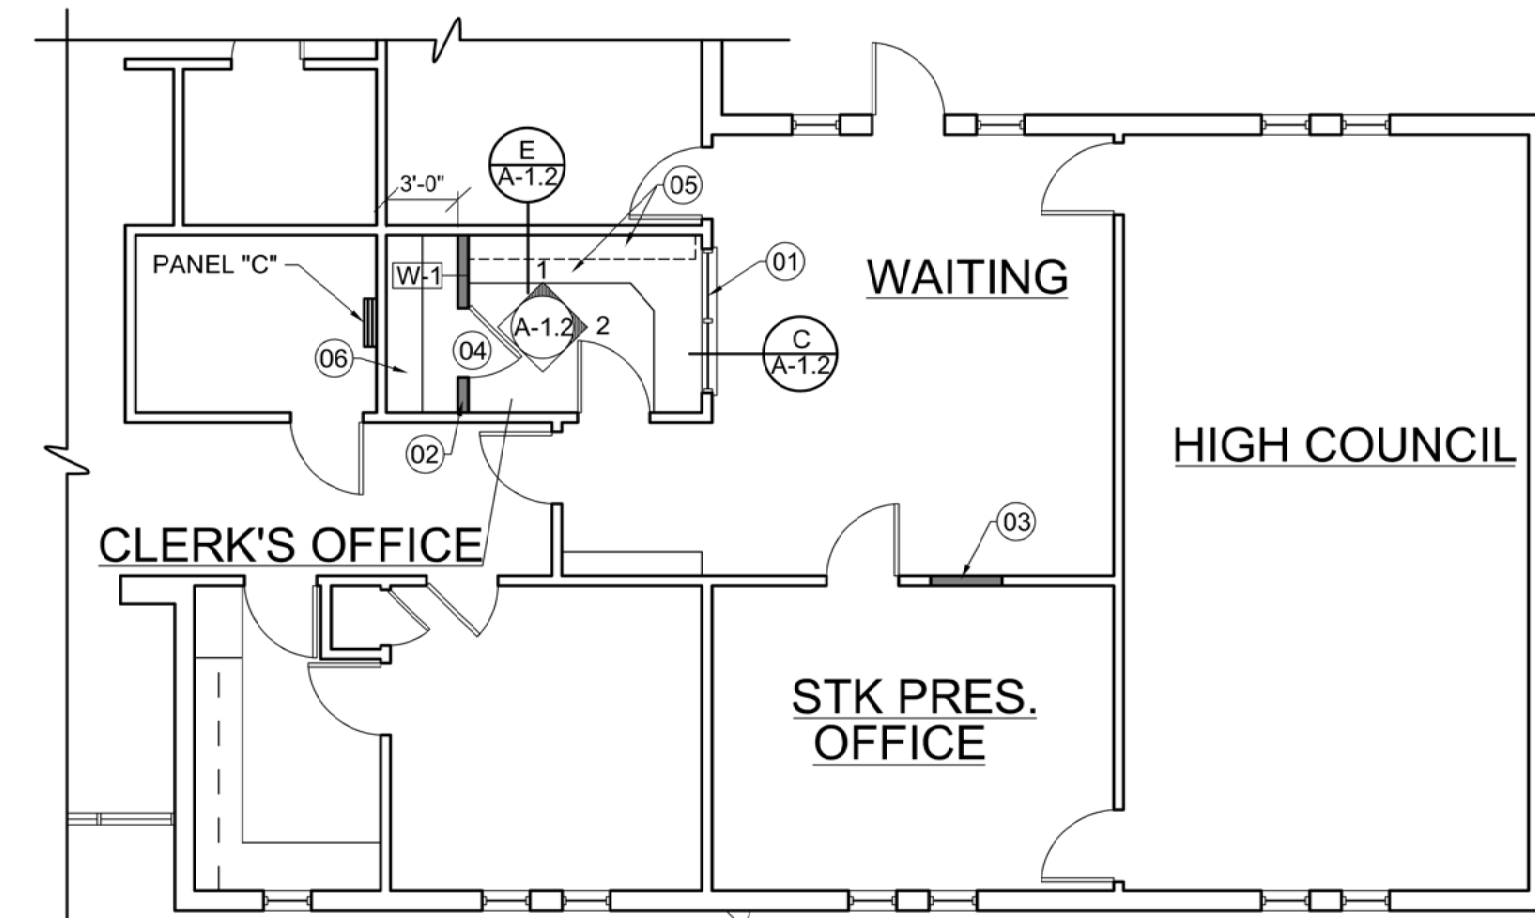 E
A-1.2
3'-0"
05
PANEL "C"
W-1
1
01
WAITING
A-1.2
2
C
A-1.2
06
04
02
HIGH COUNCIL
03
CLERK'S OFFICE
STK PRES.
OFFICE